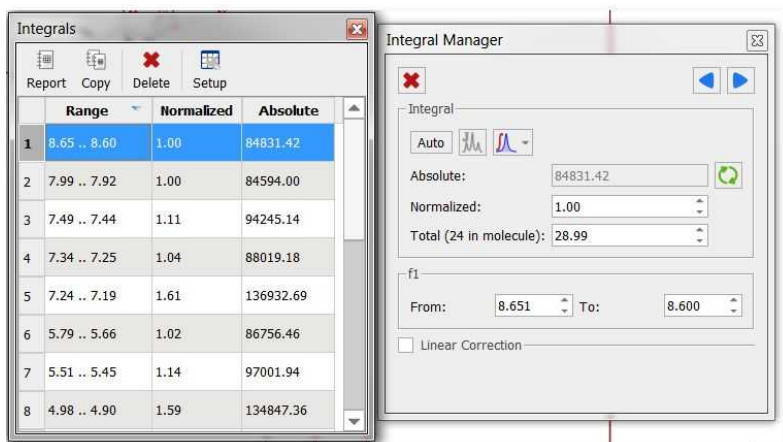 Integrals
Report Copy Delete Setup
Range Normalized Absolute
1 8.65 .. 8.60 1.00 84831.42
2 7.99 .. 7.92 1.00 84594.00
3 7.49 .. 7.44 1.11 94245.14
4 7.34 .. 7.25 1.04 88019.18
5 7.24 .. 7.19 1.61 136932.69
6 5.79 .. 5.66 1.02 86756.46
7 5.51 .. 5.45 1.14 97001.94
8 4.98 .. 4.90 1.59 134847.36
Integral Manager
Integral
Auto
Absolute: 84831.42
Normalized: 1.00
Total (24 in molecule): 28.99
f1
From: 8.651 To: 8.600
Linear Correction